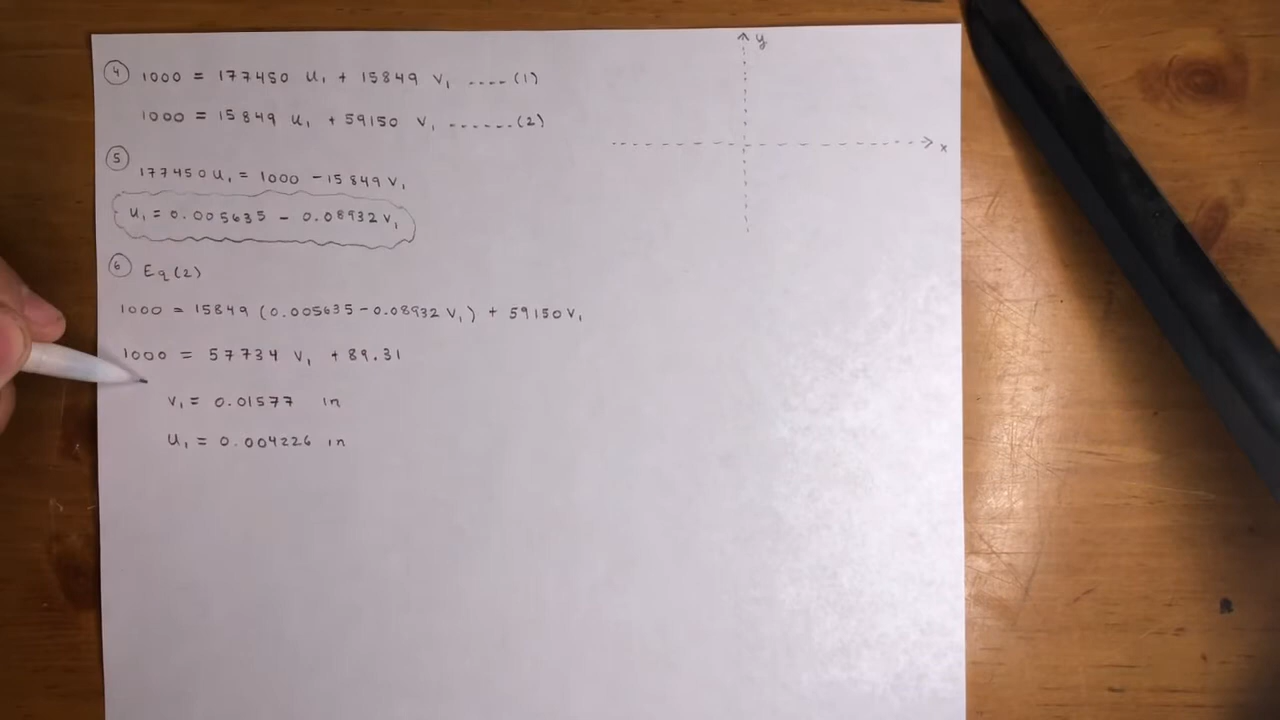 ④ 1000 = 177450 u₁ + 15849 v₁ ----(1)
1000 = 15849 u₁ + 59150 v₁ ------(2)
⑤
177450 u₁ = 1000 - 15849 v₁
u₁ = 0.005635 - 0.08932 v₁
⑥ Eq(2)
1000 = 15849 (0.005635 - 0.08932 v₁) + 59150 v₁
1000 = 57734 v₁ + 89.31
v₁ = 0.01577 in
u₁ = 0.004226 in
y
x